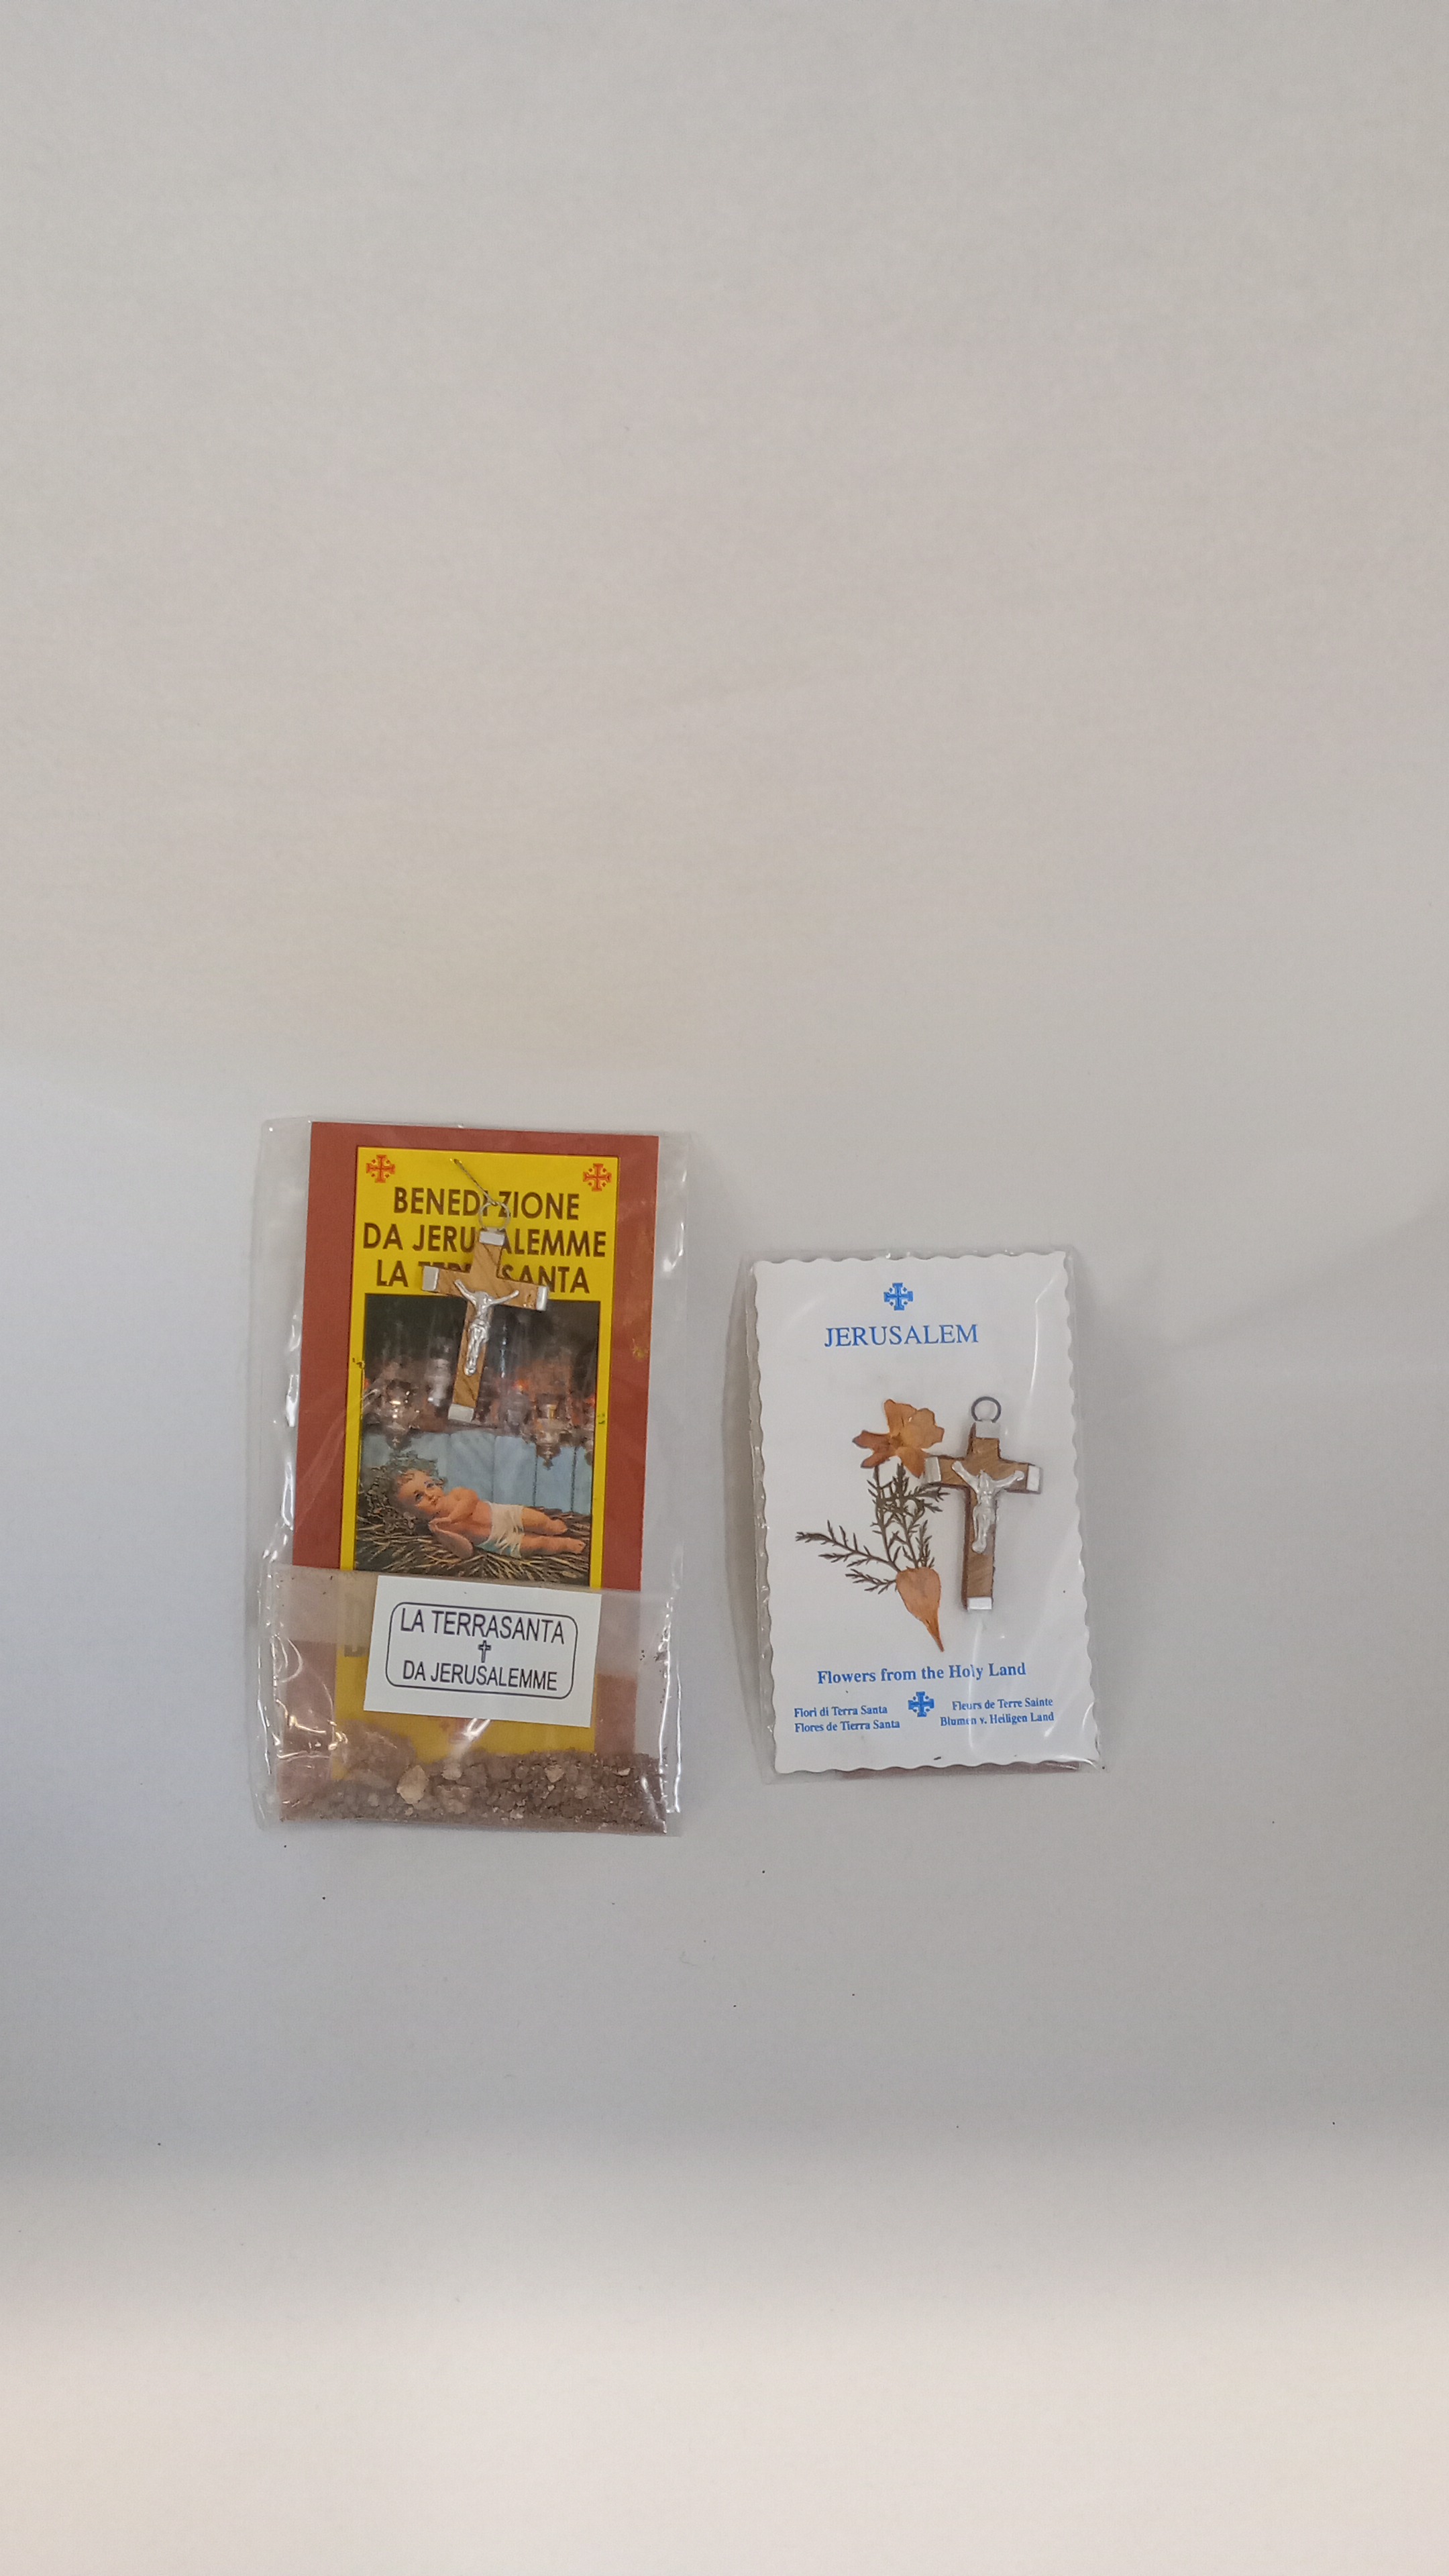 BENEDIZIONE
DA JERUSALEMME
LA TERRASANTA
LA TERRASANTA
DA JERUSALEMME
JERUSALEM
Flowers from the Holy Land
Fiori di Terra Santa
Flores de Tierra Santa
Fleurs de Terre Sainte
Blumen v. Heiligen Land